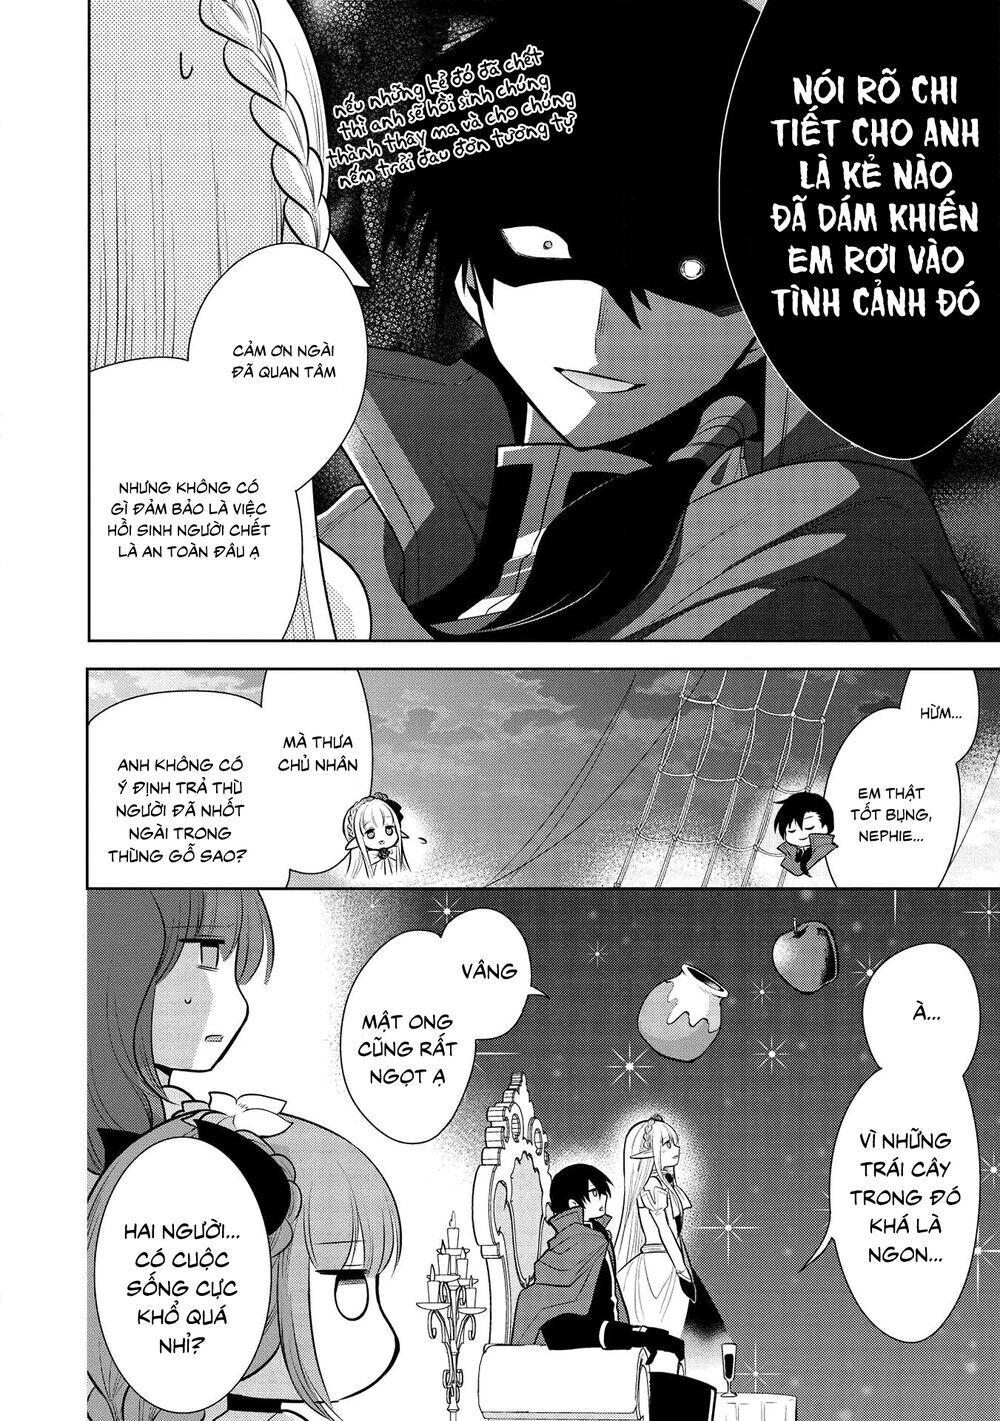 NÓI RÕ CHI
TIẾT CHO ANH
LÀ KẺ NÀO
ĐÃ DÁM KHIẾN
EM RƠI VÀO
TÌNH CẢNH ĐÓ
nếu những kẻ đó đã chết
thì anh sẽ hồi sinh chúng
thành thây ma và cho chúng
nếm trải đau đớn tương tự
CẢM ƠN NGÀI
ĐÃ QUAN TÂM
NHƯNG KHÔNG CÓ
GÌ ĐẢM BẢO LÀ VIỆC
HỒI SINH NGƯỜI CHẾT
LÀ AN TOÀN ĐÂU Ạ
HỪM...
EM THẬT
TỐT BỤNG,
NEPHIE...
MÀ THƯA
CHỦ NHÂN
ANH KHÔNG CÓ
Ý ĐỊNH TRẢ THÙ
NGƯỜI ĐÃ NHỐT
NGÀI TRONG
THÙNG GỖ SAO?
À...
VÌ NHỮNG
TRÁI CÂY
TRONG ĐÓ
KHÁ LÀ
NGON...
VÂNG
MẬT ONG
CŨNG RẤT
NGỌT Ạ
HAI NGƯỜI...
CÓ CUỘC
SỐNG CỰC
KHỔ QUÁ
NHỈ?